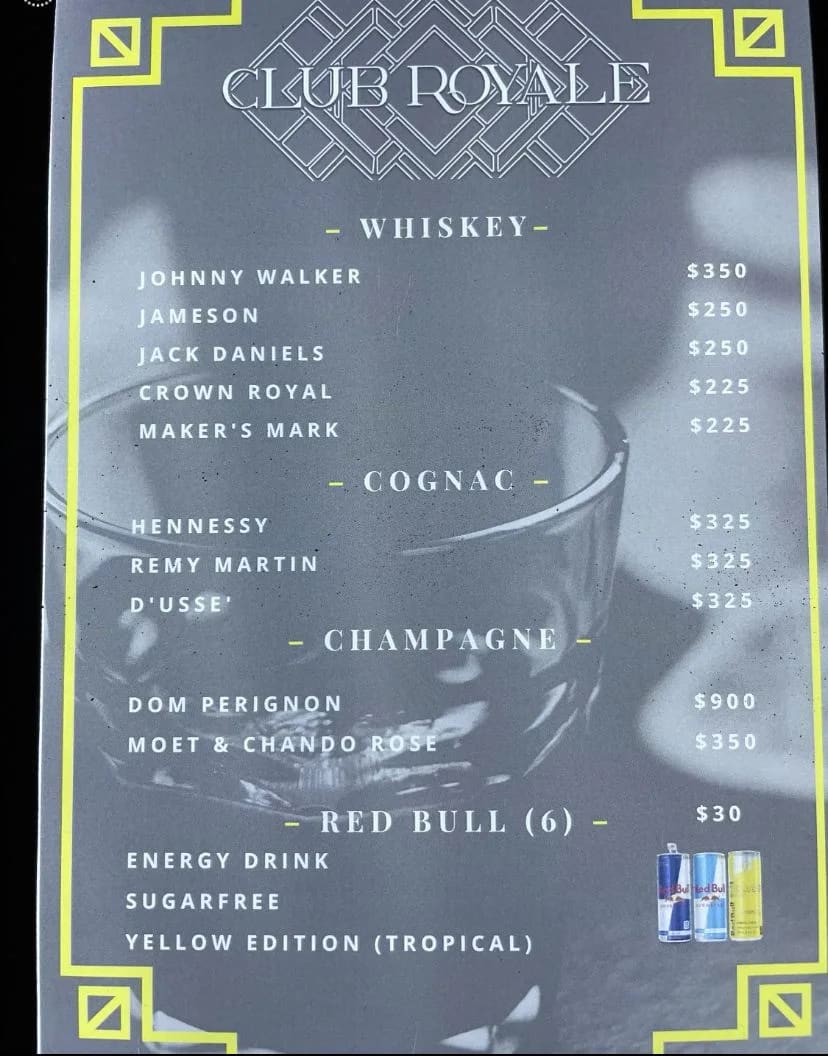 CLUB ROYALE
- WHISKEY-
JOHNNY WALKER $350
JAMESON $250
JACK DANIELS $250
CROWN ROYAL $225
MAKER'S MARK $225
- COGNAC -
HENNESSY $325
REMY MARTIN $325
D'USSE' $325
- CHAMPAGNE -
DOM PERIGNON $900
MOET & CHANDO ROSE $350
- RED BULL (6) - $30
ENERGY DRINK
SUGARFREE
YELLOW EDITION (TROPICAL)